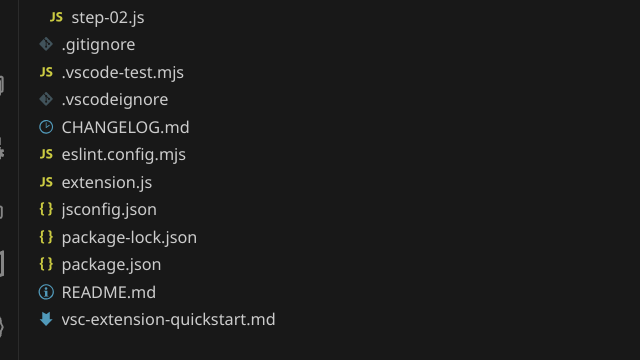 JS step-02.js
.gitignore
JS .vscode-test.mjs
.vscodeignore
CHANGELOG.md
JS eslint.config.mjs
JS extension.js
{ } jsconfig.json
{ } package-lock.json
{ } package.json
README.md
vsc-extension-quickstart.md